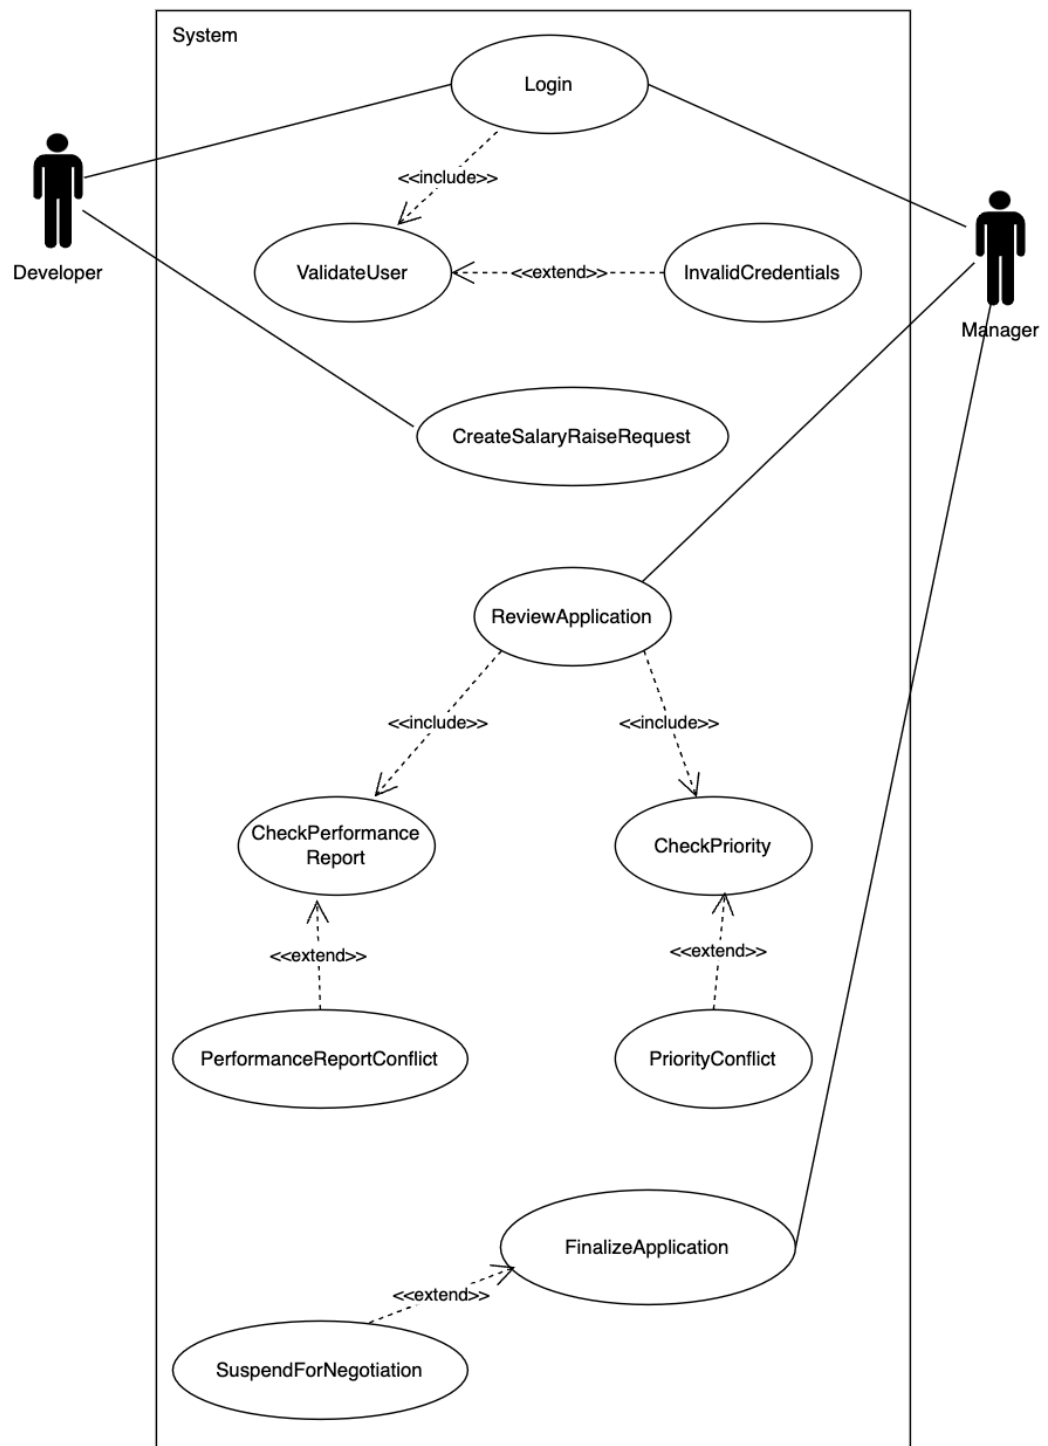 System
Login
<<include>>
Developer
ValidateUser
<<extend>>
InvalidCredentials
Manager
CreateSalaryRaiseRequest
ReviewApplication
<<include>>
<<include>>
CheckPerformance
Report
CheckPriority
<<extend>>
<<extend>>
PerformanceReportConflict
PriorityConflict
FinalizeApplication
<<extend>>
SuspendForNegotiation